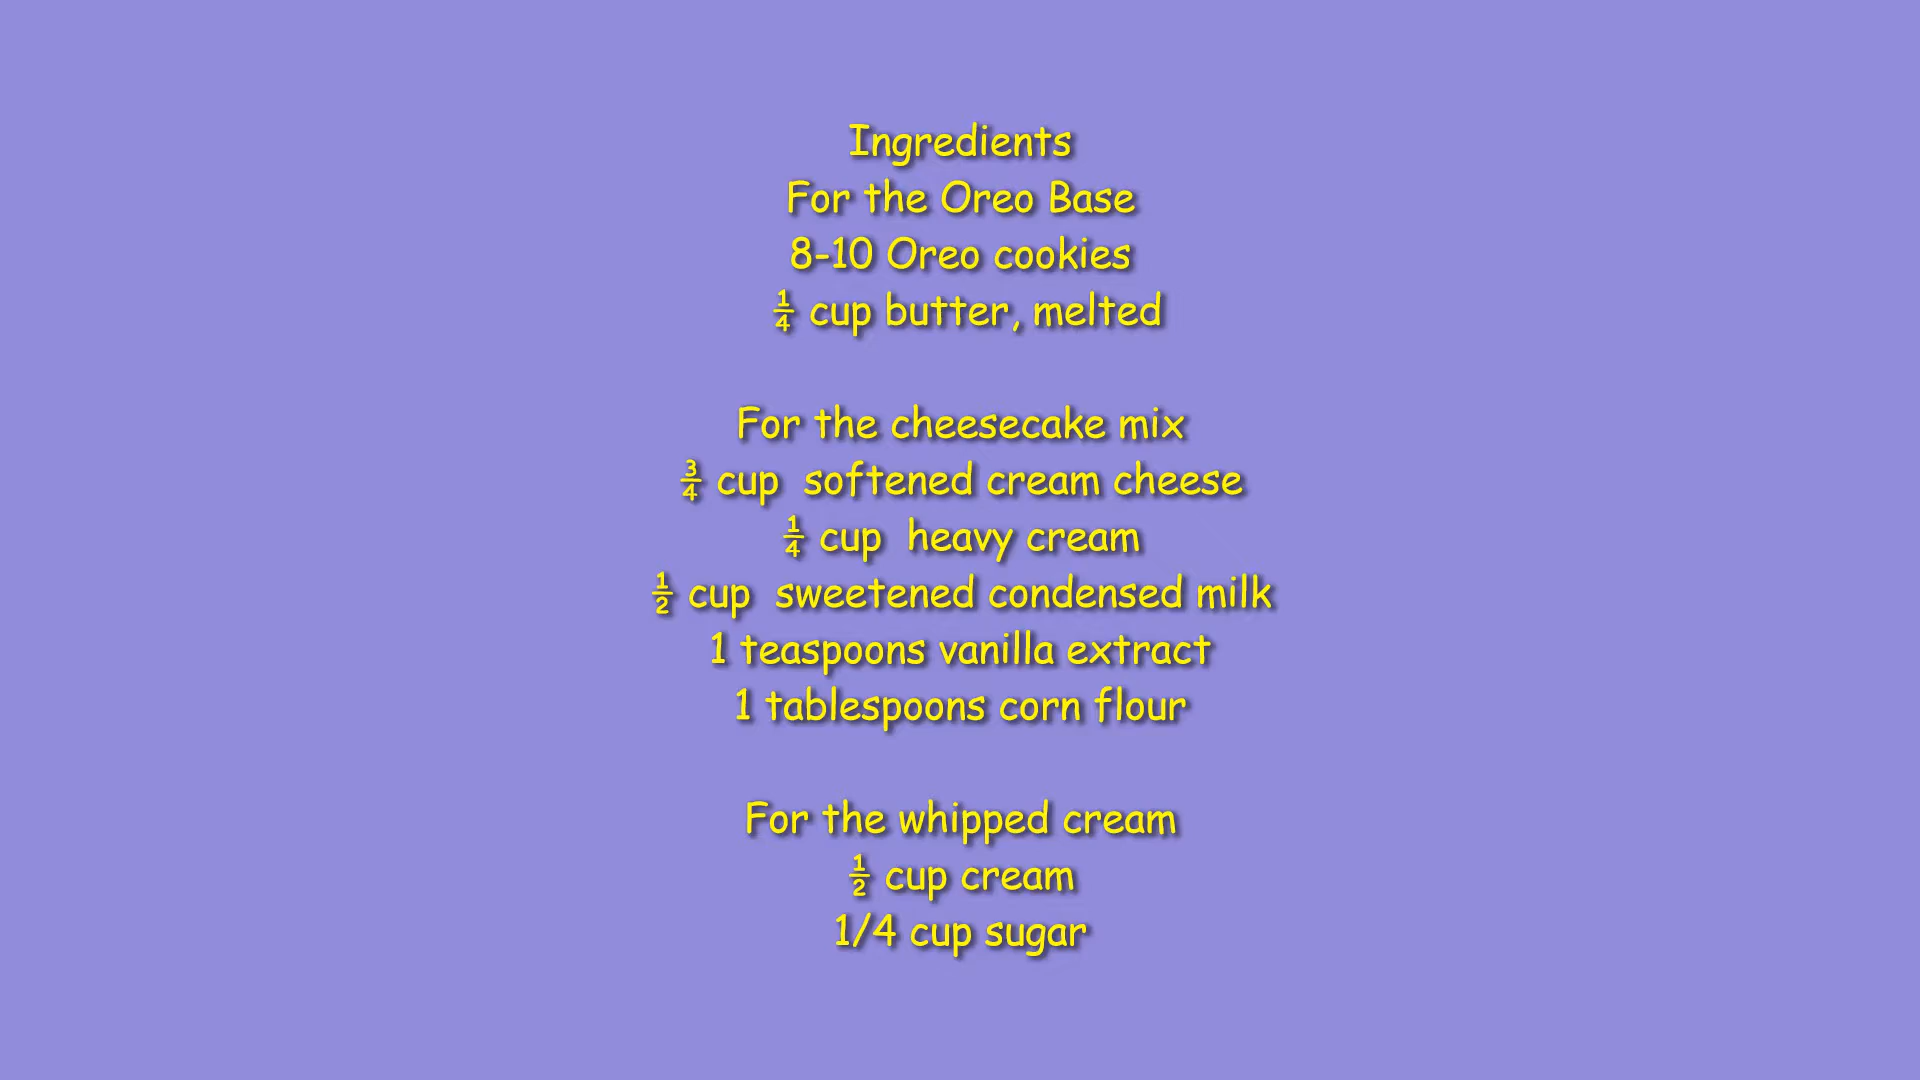 Ingredients
For the Oreo Base
8-10 Oreo cookies
¼ cup butter, melted
For the cheesecake mix
¾ cup  softened cream cheese
¼ cup  heavy cream
½ cup  sweetened condensed milk
1 teaspoons vanilla extract
1 tablespoons corn flour
For the whipped cream
½ cup cream
1/4 cup sugar